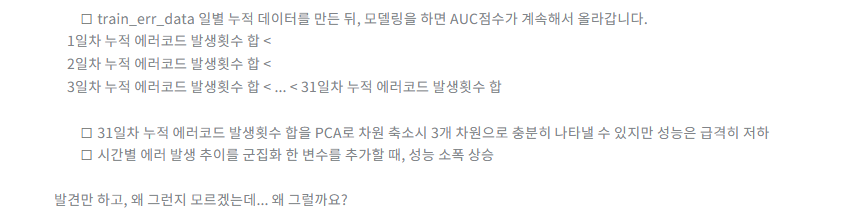 □ train_err_data 일별 누적 데이터를 만든 뒤, 모델링을 하면 AUC점수가 계속해서 올라갑니다.
1일차 누적 에러코드 발생횟수 합 <
2일차 누적 에러코드 발생횟수 합 <
3일차 누적 에러코드 발생횟수 합 < ... < 31일차 누적 에러코드 발생횟수 합
□ 31일차 누적 에러코드 발생횟수 합을 PCA로 차원 축소시 3개 차원으로 충분히 나타낼 수 있지만 성능은 급격히 저하
□ 시간별 에러 발생 추이를 군집화 한 변수를 추가할 때, 성능 소폭 상승
발견만 하고, 왜 그런지 모르겠는데... 왜 그럴까요?